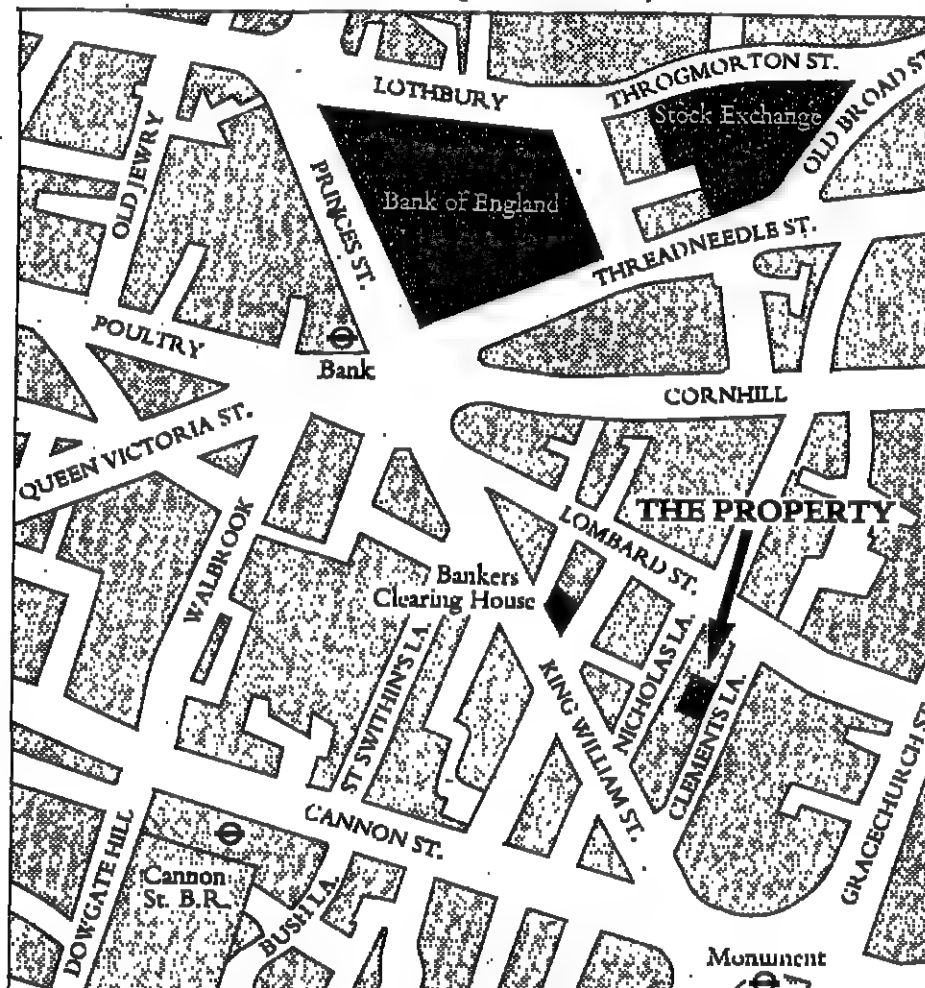 LOTHBURY
THROGMORTON ST.
Stock Exchange
OLD BROAD ST
OLD JEWRY
PRINCES ST.
Bank of England
THREADNEEDLE ST.
POULTRY
Bank
CORNHILL
QUEEN VICTORIA ST.
THE PROPERTY
LOMBARD ST.
WALBROOK
Bankers
Clearing House
ST SWITHIN'S LA.
NICHOLAS LA.
KING WILLIAM ST.
CLEMENTS LA.
GRACECHURCH ST
CANNON ST.
DOWGATE HILL
Cannon
St. B.R.
BUSH LA.
Monument